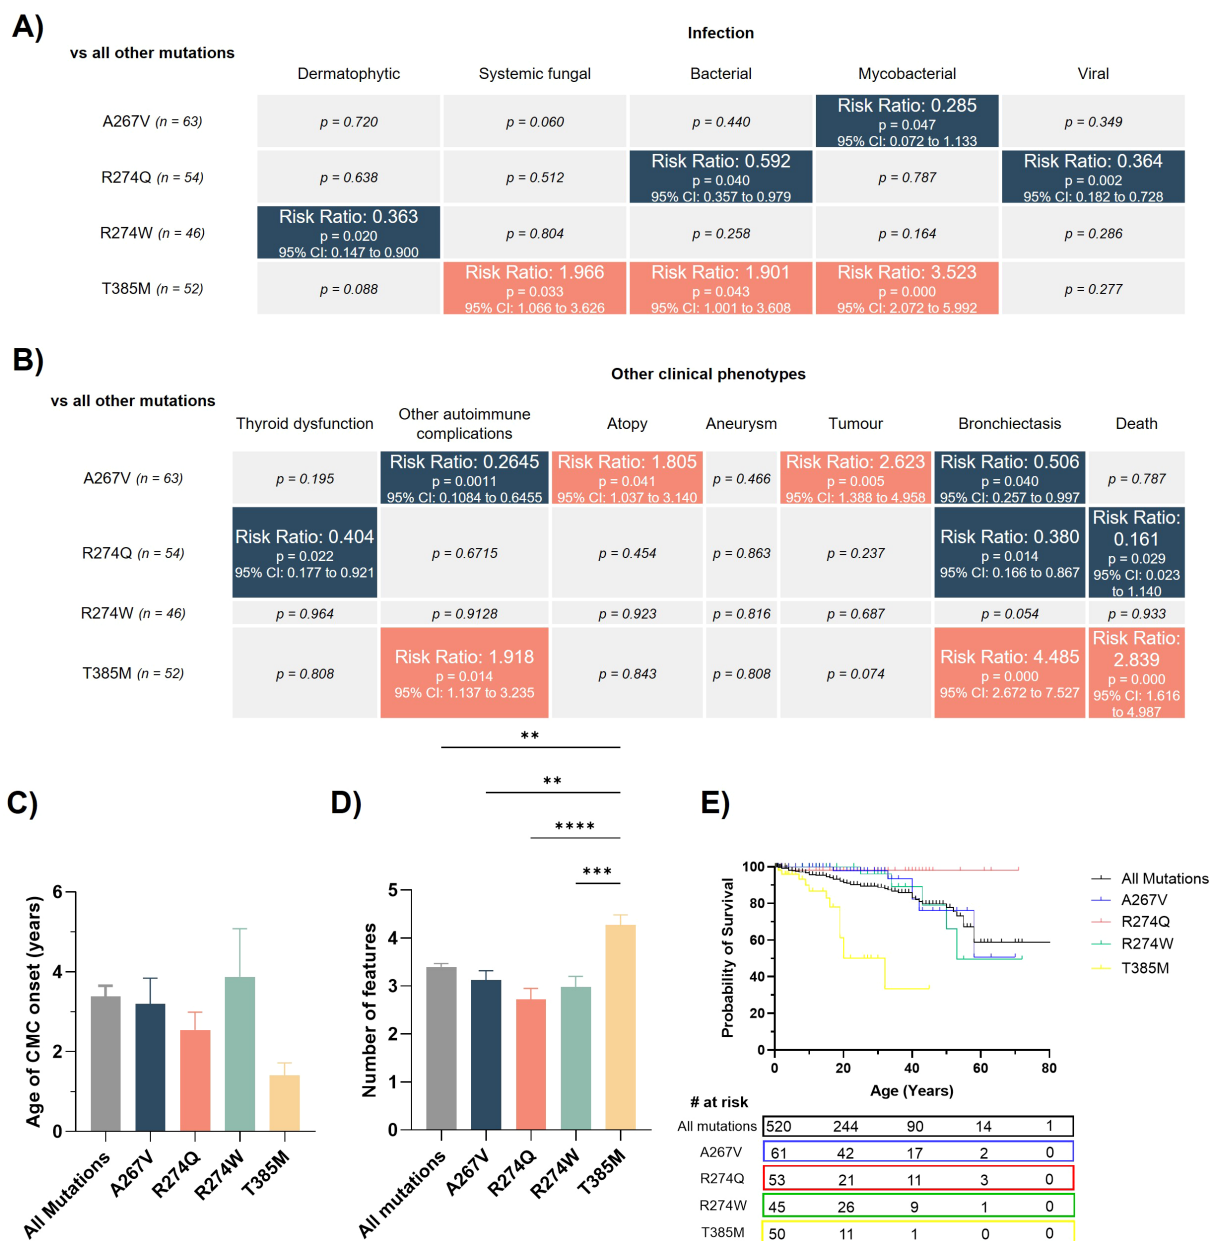 A)
vs all other mutations
Infection
Dermatophytic Systemic fungal Bacterial Mycobacterial Viral
A267V (n = 63)
p = 0.720
p = 0.060
p = 0.440
Risk Ratio: 0.285
p = 0.047
95% CI: 0.072 to 1.133
p = 0.349
R274Q (n = 54)
p = 0.638
p = 0.512
Risk Ratio: 0.592
p = 0.040
95% CI: 0.357 to 0.979
p = 0.787
Risk Ratio: 0.364
p = 0.002
95% CI: 0.182 to 0.728
R274W (n = 46)
Risk Ratio: 0.363
p = 0.020
95% CI: 0.147 to 0.900
p = 0.804
p = 0.258
p = 0.164
p = 0.286
T385M (n = 52)
p = 0.088
Risk Ratio: 1.966
p = 0.033
95% CI: 1.066 to 3.626
Risk Ratio: 1.901
p = 0.043
95% CI: 1.001 to 3.608
Risk Ratio: 3.523
p = 0.000
95% CI: 2.072 to 5.992
p = 0.277
B)
vs all other mutations
Other clinical phenotypes
Thyroid dysfunction
Other autoimmune
complications
Atopy
Aneurysm
Tumour
Bronchiectasis
Death
A267V (n = 63)
p = 0.195
Risk Ratio: 0.2645
p = 0.0011
95% CI: 0.1084 to 0.6455
Risk Ratio: 1.805
p = 0.041
95% CI: 1.037 to 3.140
p = 0.466
Risk Ratio: 2.623
p = 0.005
95% CI: 1.388 to 4.958
Risk Ratio: 0.506
p = 0.040
95% CI: 0.257 to 0.997
p = 0.787
R274Q (n = 54)
Risk Ratio: 0.404
p = 0.022
95% CI: 0.177 to 0.921
p = 0.6715
p = 0.454
p = 0.863
p = 0.237
Risk Ratio: 0.380
p = 0.014
95% CI: 0.166 to 0.867
Risk Ratio:
0.161
p = 0.029
95% CI: 0.023
to 1.140
R274W (n = 46)
p = 0.964
p = 0.9128
p = 0.923
p = 0.816
p = 0.687
p = 0.054
p = 0.933
T385M (n = 52)
p = 0.808
Risk Ratio: 1.918
p = 0.014
95% CI: 1.137 to 3.235
p = 0.843
p = 0.808
p = 0.074
Risk Ratio: 4.485
p = 0.000
95% CI: 2.672 to 7.527
Risk Ratio:
2.839
p = 0.000
95% CI: 1.616
to 4.987
C)
Age of CMC onset (years)
6
4
2
0
All Mutations
A267V
R274Q
R274W
T385M
D)
**
**
****
***
Number of features
5
4
3
2
1
0
All mutations
A267V
R274Q
R274W
T385M
E)
Probability of Survival
100
80
60
40
20
0
0 20 40 60 80
Age (Years)
All Mutations
A267V
R274Q
R274W
T385M
# at risk
All mutations 520 244 90 14 1
A267V 61 42 17 2 0
R274Q 53 21 11 3 0
R274W 45 26 9 1 0
T385M 50 11 1 0 0